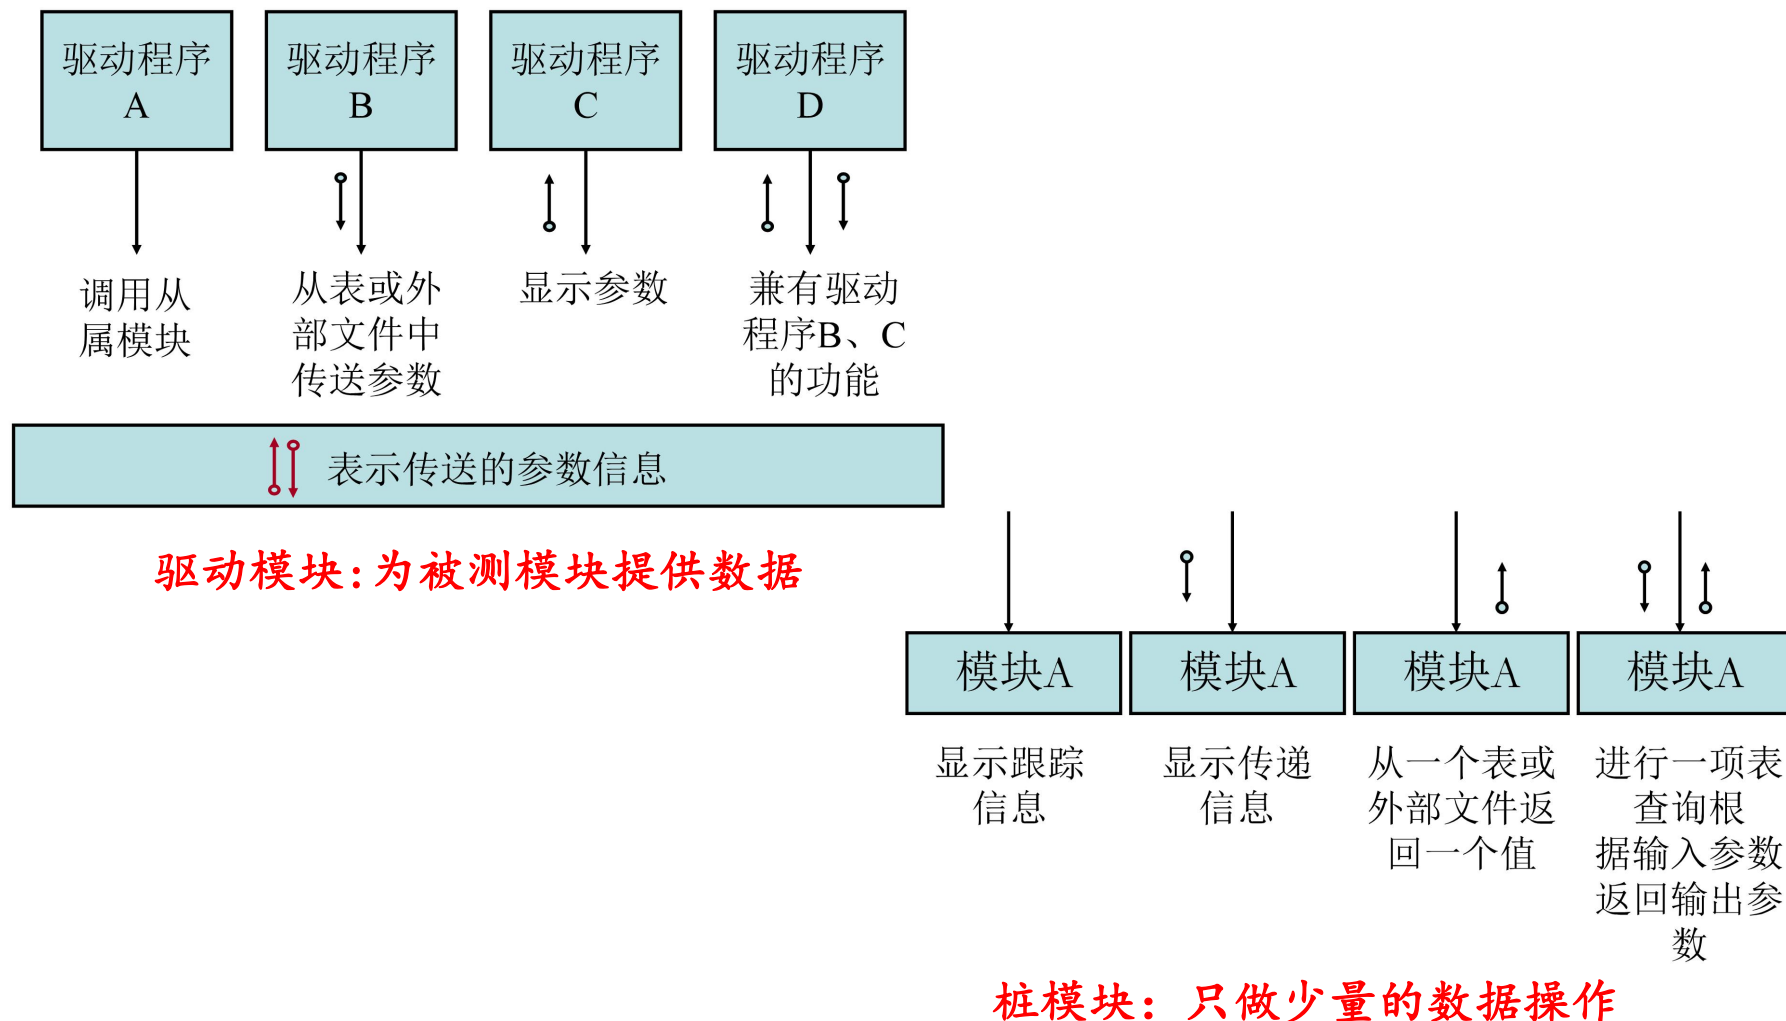 驱动程序
A
驱动程序
B
驱动程序
C
驱动程序
D
调用从
属模块
从表或外
部文件中
传送参数
显示参数
兼有驱动
程序B、C
的功能
表示传送的参数信息
驱动模块:为被测模块提供数据
模块A
模块A
模块A
模块A
显示跟踪
信息
显示传递
信息
从一个表或
外部文件返
回一个值
进行一项表
查询根
据输入参数
返回输出参
数
桩模块：只做少量的数据操作